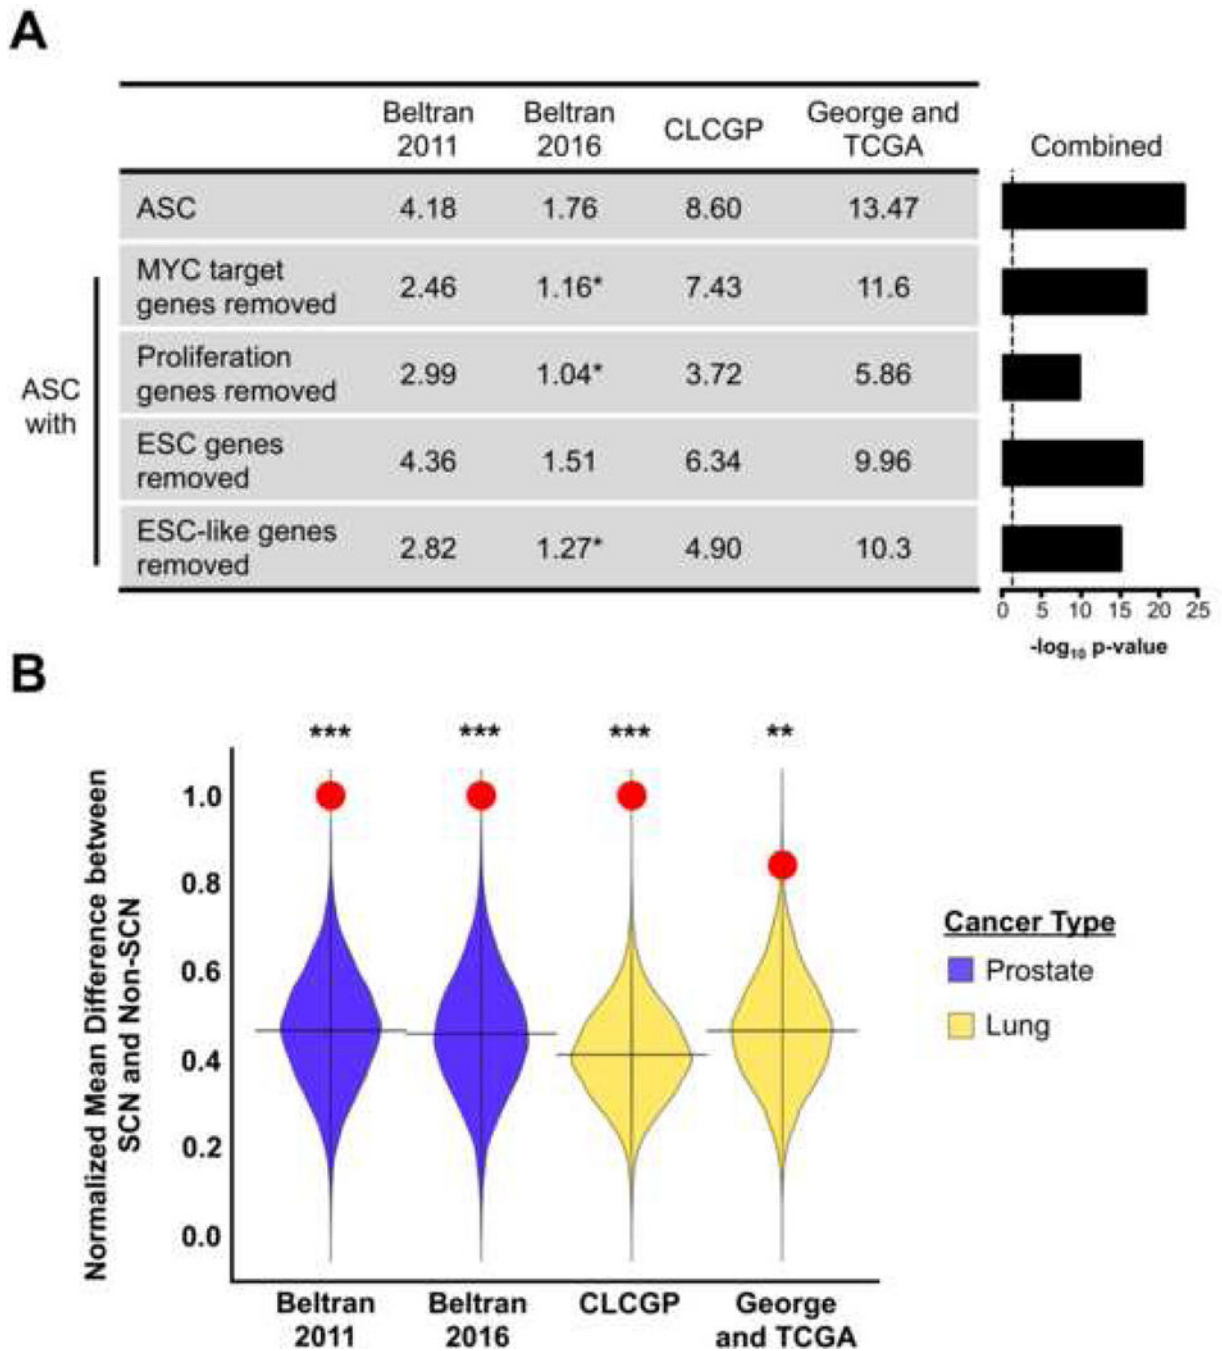 A
Beltran 2011
Beltran 2016
CLCGP
George and TCGA
Combined
ASC 4.18 1.76 8.60 13.47
MYC target
genes removed 2.46 1.16* 7.43 11.6
Proliferation
genes removed 2.99 1.04* 3.72 5.86
ESC genes
removed 4.36 1.51 6.34 9.96
ESC-like genes
removed 2.82 1.27* 4.90 10.3
ASC
with
0 5 10 15 20 25
-log₁₀ p-value
B
*** *** *** **
Normalized Mean Difference between
SCN and Non-SCN
1.0
0.8
0.6
0.4
0.2
0.0
Beltran
2011
Beltran
2016
CLCGP
George
and TCGA
Cancer Type
Prostate
Lung